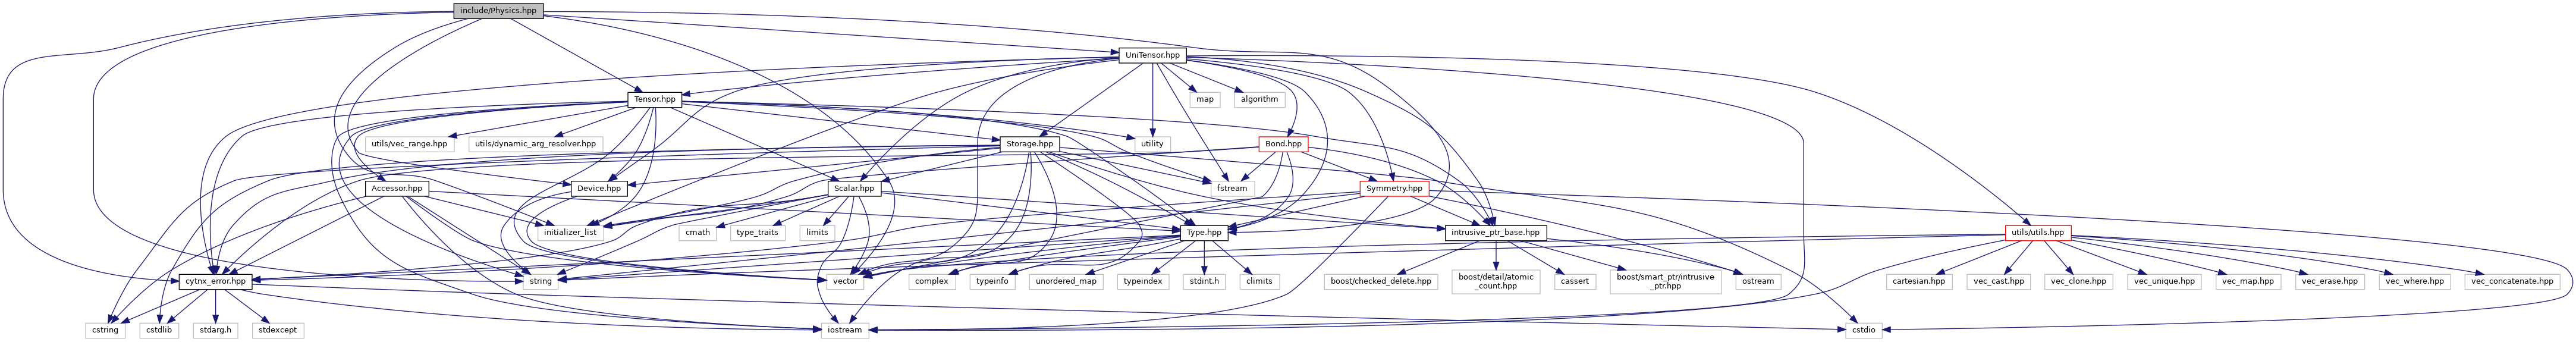 include/Physics.hpp
UniTensor.hpp
Tensor.hpp
map
algorithm
utils/vec_range.hpp
utils/dynamic_arg_resolver.hpp
Storage.hpp
utility
Bond.hpp
Accessor.hpp
Device.hpp
Scalar.hpp
fstream
Symmetry.hpp
initializer_list
cmath
type_traits
limits
Type.hpp
intrusive_ptr_base.hpp
utils/utils.hpp
cytnx_error.hpp
string
vector
complex
typeinfo
unordered_map
typeindex
stdint.h
climits
boost/checked_delete.hpp
boost/detail/atomic
_count.hpp
cassert
boost/smart_ptr/intrusive
_ptr.hpp
ostream
cartesian.hpp
vec_cast.hpp
vec_clone.hpp
vec_unique.hpp
vec_map.hpp
vec_erase.hpp
vec_where.hpp
vec_concatenate.hpp
cstring
cstdlib
stdarg.h
stdexcept
iostream
cstdio